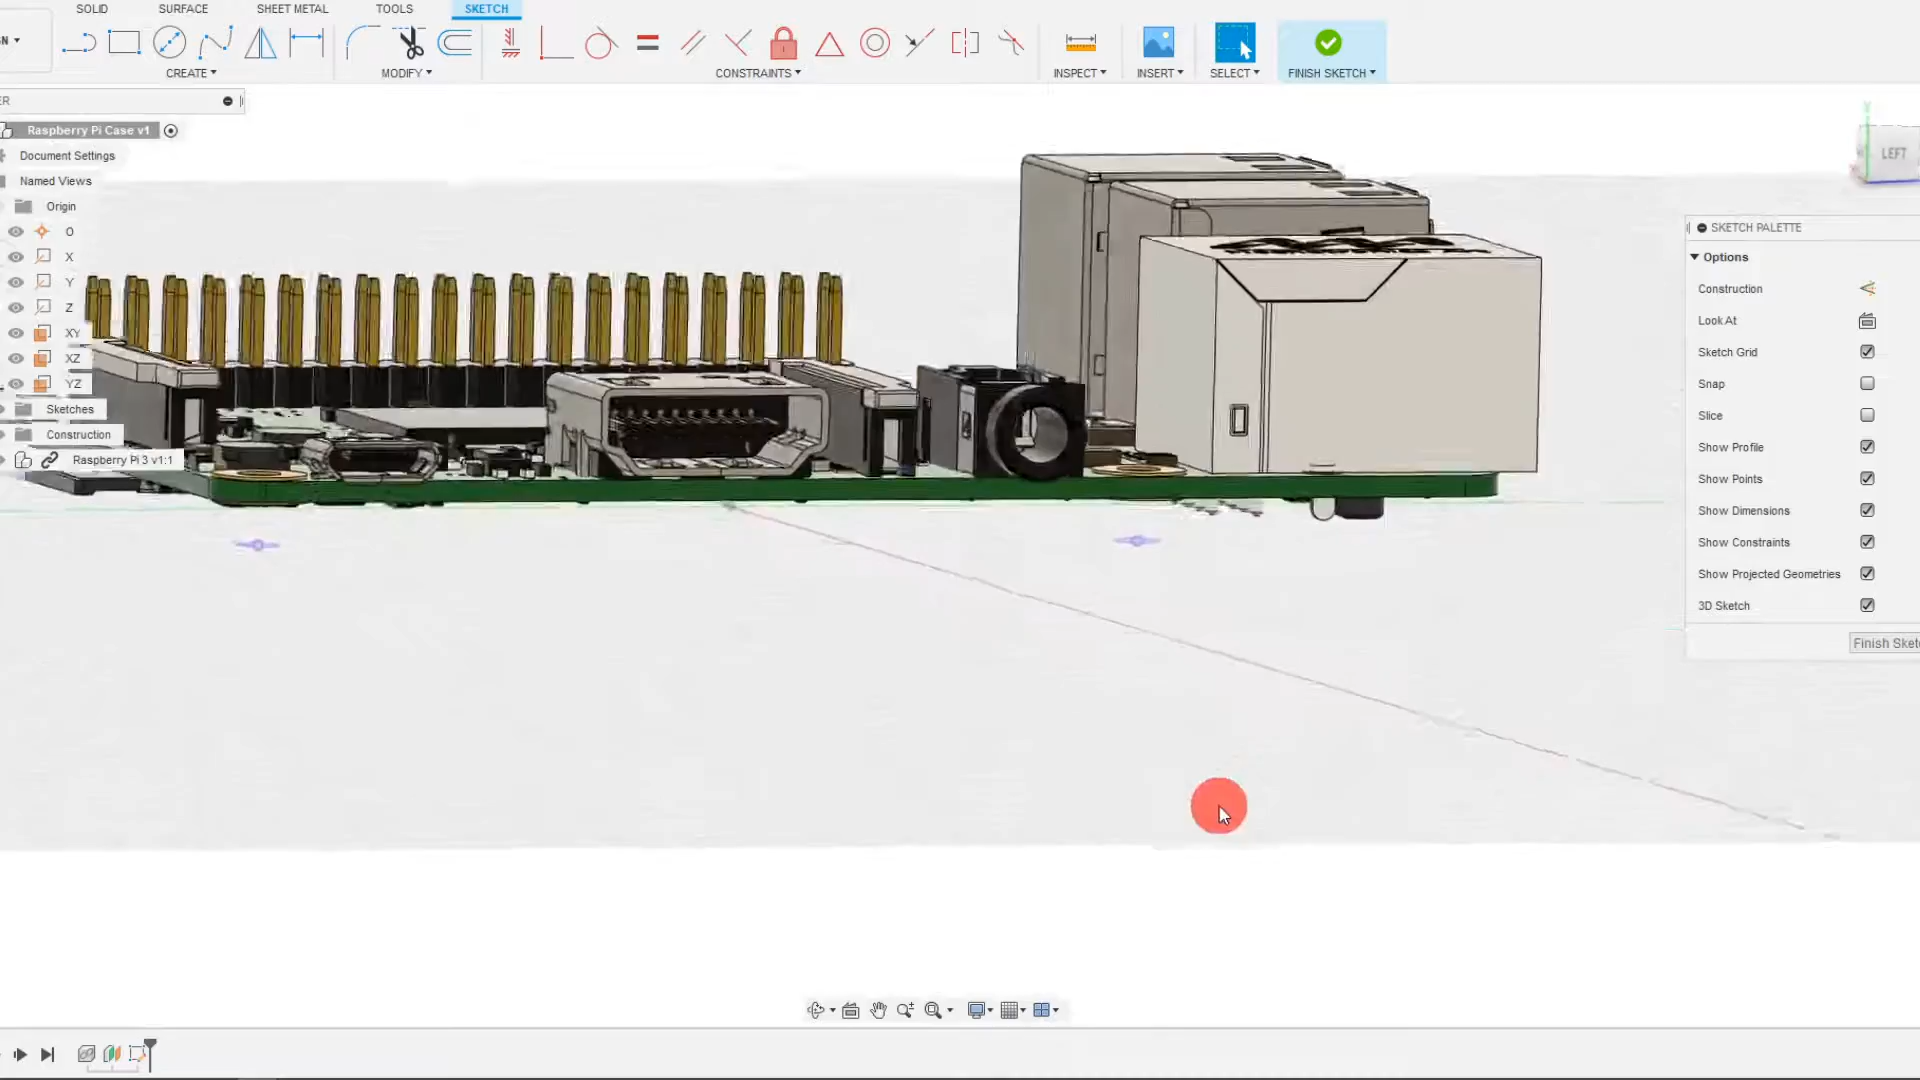 SOLID
SURFACE
SHEET METAL
TOOLS
SKETCH
CREATE
MODIFY
CONSTRAINTS
INSPECT
INSERT
SELECT
FINISH SKETCH
Raspberry Pi Case v1
Document Settings
Named Views
Origin
O
X
Y
Z
XY
XZ
YZ
Sketches
Construction
Raspberry Pi 3 v1:1
LEFT
SKETCH PALETTE
Options
Construction
Look At
Sketch Grid
Snap
Slice
Show Profile
Show Points
Show Dimensions
Show Constraints
Show Projected Geometries
3D Sketch
Finish Sket